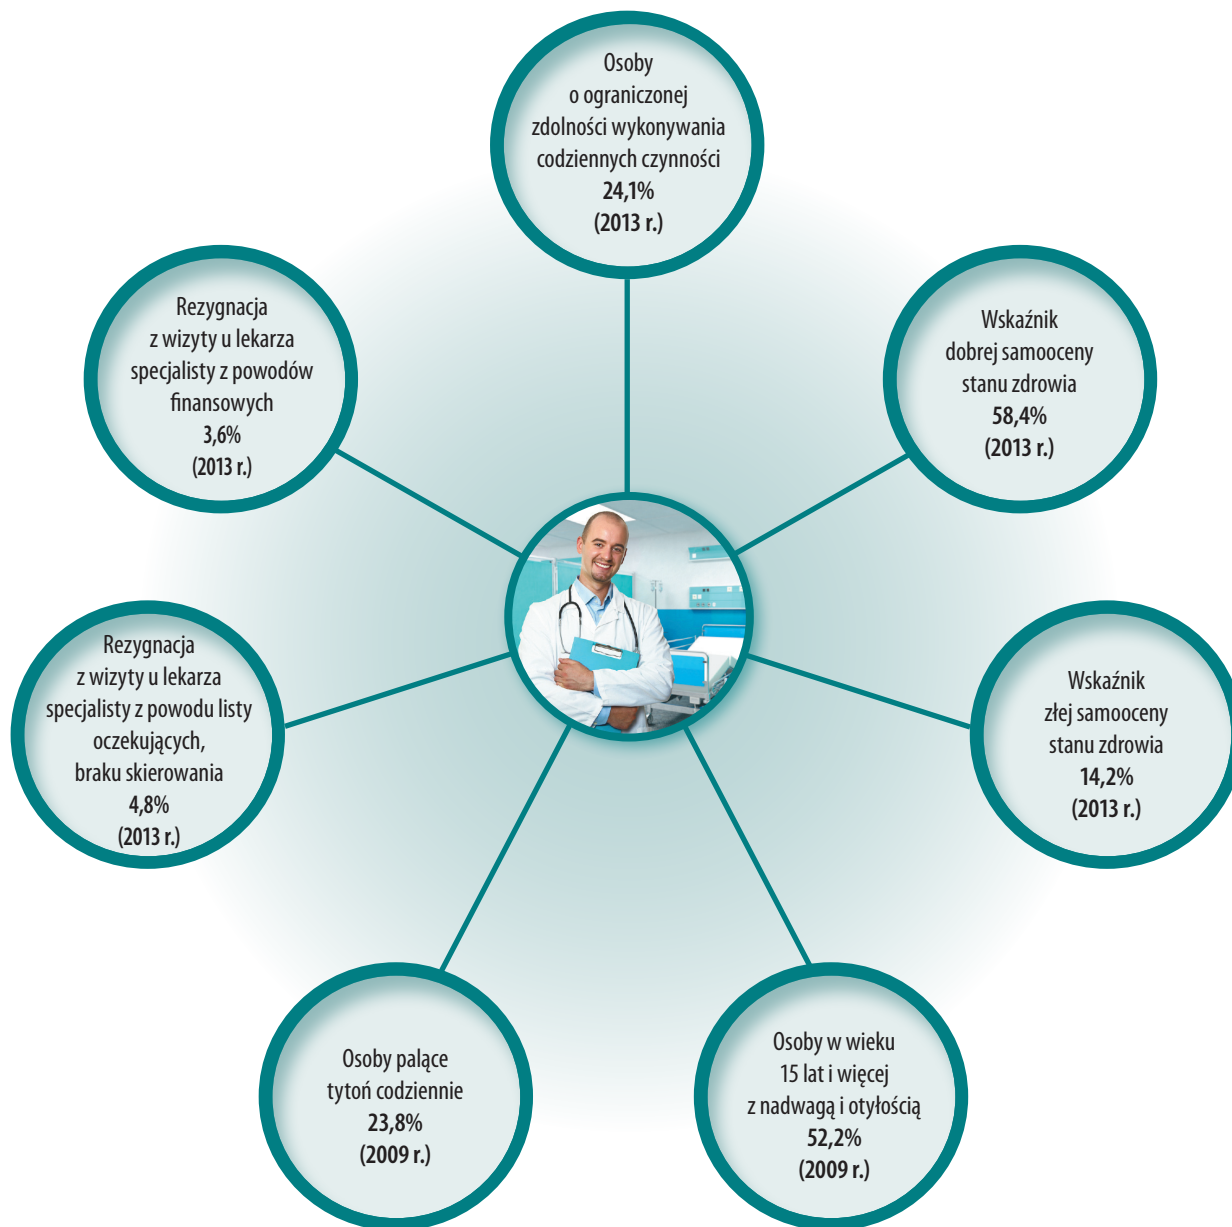 Osoby
o ograniczonej
zdolności wykonywania
codziennych czynności
24,1%
(2013 r.)
Wskaźnik
dobrej samooceny
stanu zdrowia
58,4%
(2013 r.)
Wskaźnik
złej samooceny
stanu zdrowia
14,2%
(2013 r.)
Osoby w wieku
15 lat i więcej
z nadwagą i otyłością
52,2%
(2009 r.)
Osoby palące
tytoń codziennie
23,8%
(2009 r.)
Rezygnacja
z wizyty u lekarza
specjalisty z powodu listy
oczekujących,
braku skierowania
4,8%
(2013 r.)
Rezygnacja
z wizyty u lekarza
specjalisty z powodów
finansowych
3,6%
(2013 r.)